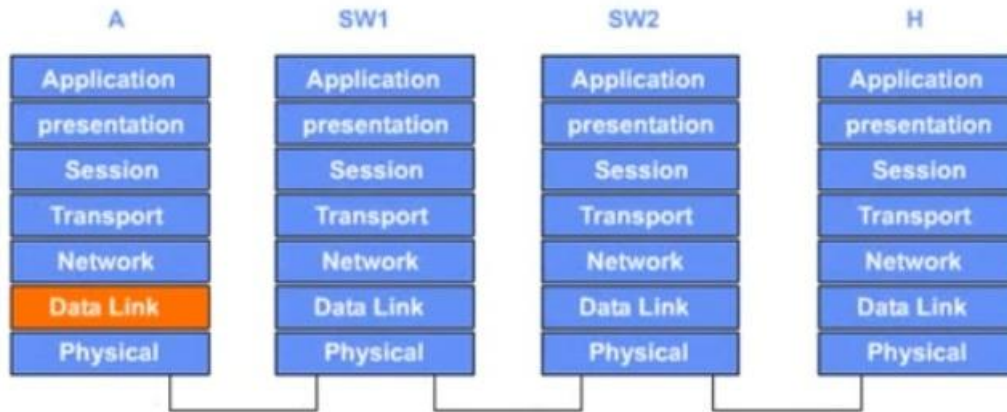 A SW1 SW2 H
Application Application Application Application
presentation presentation presentation presentation
Session Session Session Session
Transport Transport Transport Transport
Network Network Network Network
Data Link Data Link Data Link Data Link
Physical Physical Physical Physical